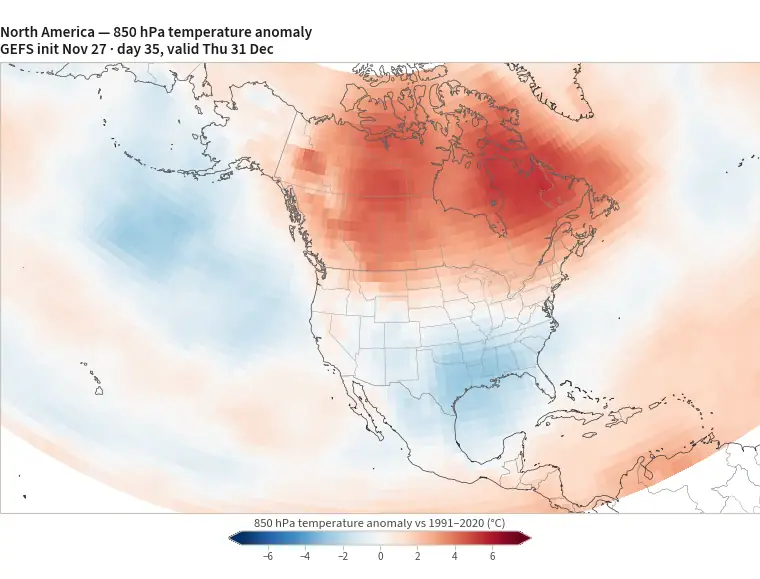 North America — 850 hPa temperature anomaly
GEFS init Nov 27 · day 35, valid Thu 31 Dec
850 hPa temperature anomaly vs 1991–2020 (°C)
−6 −4 −2 0 2 4 6